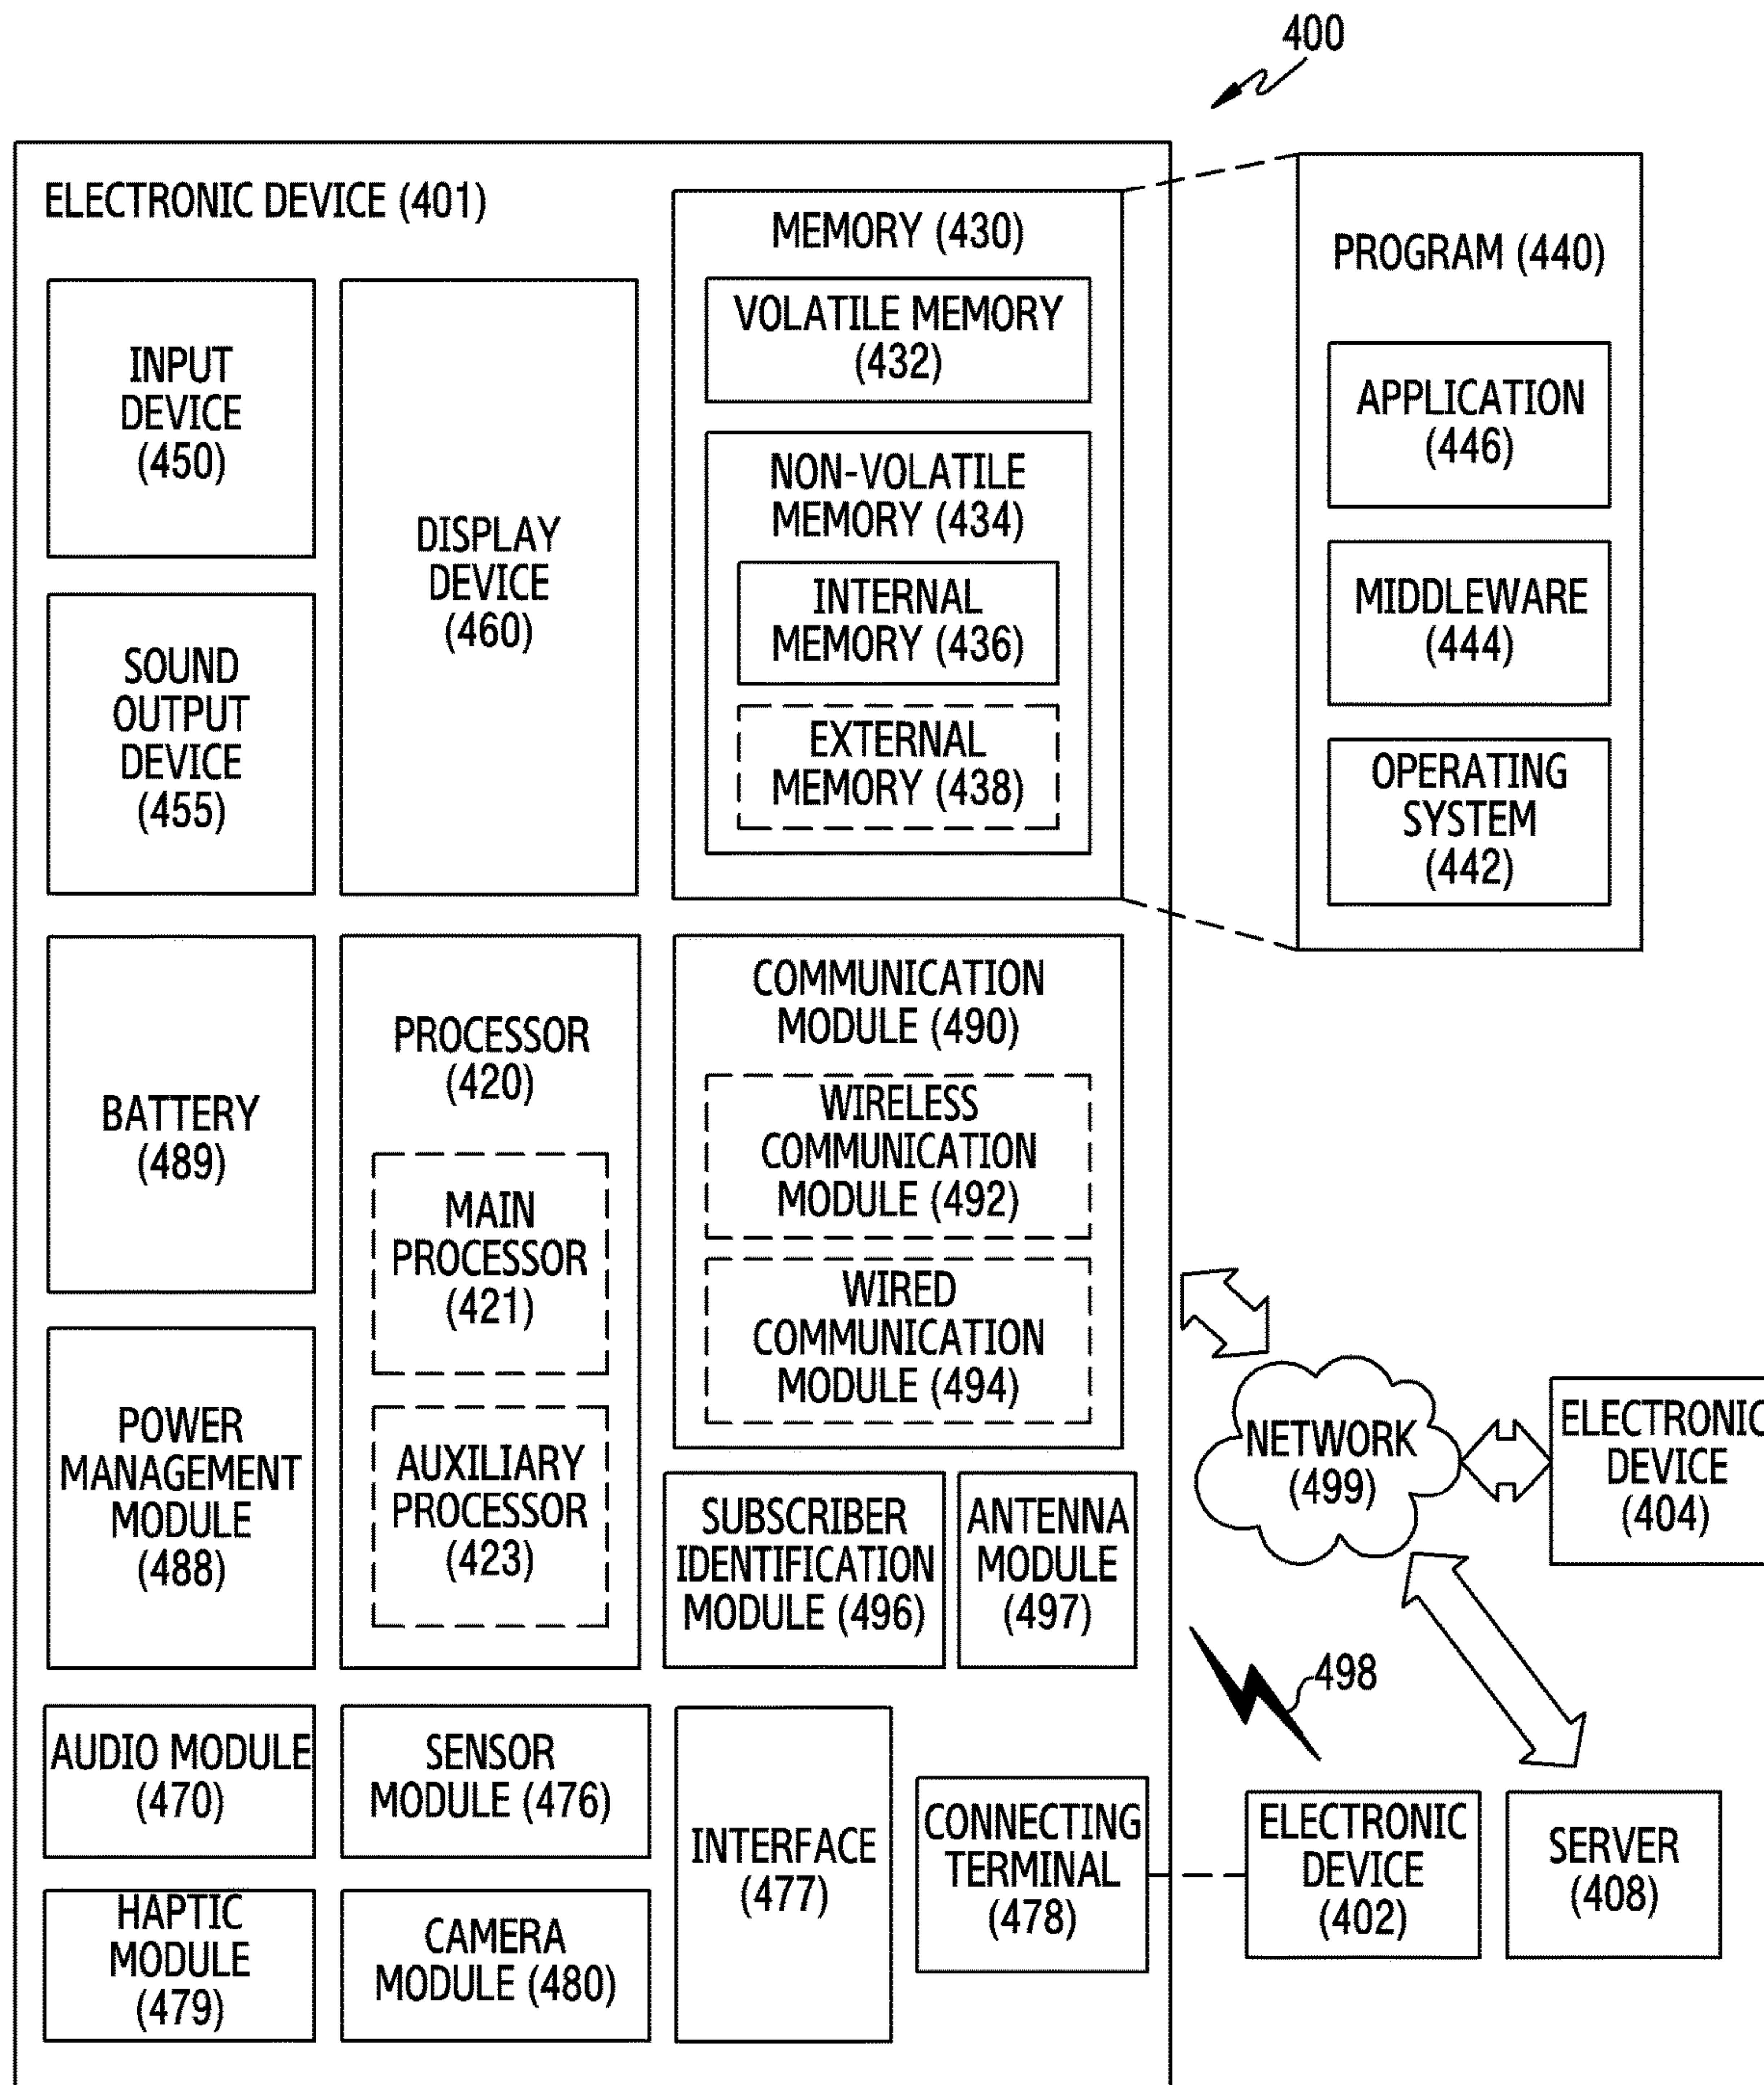 400
ELECTRONIC DEVICE (401)
INPUT
DEVICE
(450)
SOUND
OUTPUT
DEVICE
(455)
DISPLAY
DEVICE
(460)
MEMORY (430)
VOLATILE MEMORY
(432)
NON-VOLATILE
MEMORY (434)
INTERNAL
MEMORY (436)
EXTERNAL
MEMORY (438)
PROGRAM (440)
APPLICATION
(446)
MIDDLEWARE
(444)
OPERATING
SYSTEM
(442)
BATTERY
(489)
POWER
MANAGEMENT
MODULE
(488)
PROCESSOR
(420)
MAIN
PROCESSOR
(421)
AUXILIARY
PROCESSOR
(423)
COMMUNICATION
MODULE (490)
WIRELESS
COMMUNICATION
MODULE (492)
WIRED
COMMUNICATION
MODULE (494)
SUBSCRIBER
IDENTIFICATION
MODULE (496)
ANTENNA
MODULE
(497)
NETWORK
(499)
ELECTRONIC
DEVICE
(404)
498
AUDIO MODULE
(470)
SENSOR
MODULE (476)
HAPTIC
MODULE
(479)
CAMERA
MODULE (480)
INTERFACE
(477)
CONNECTING
TERMINAL
(478)
ELECTRONIC
DEVICE
(402)
SERVER
(408)